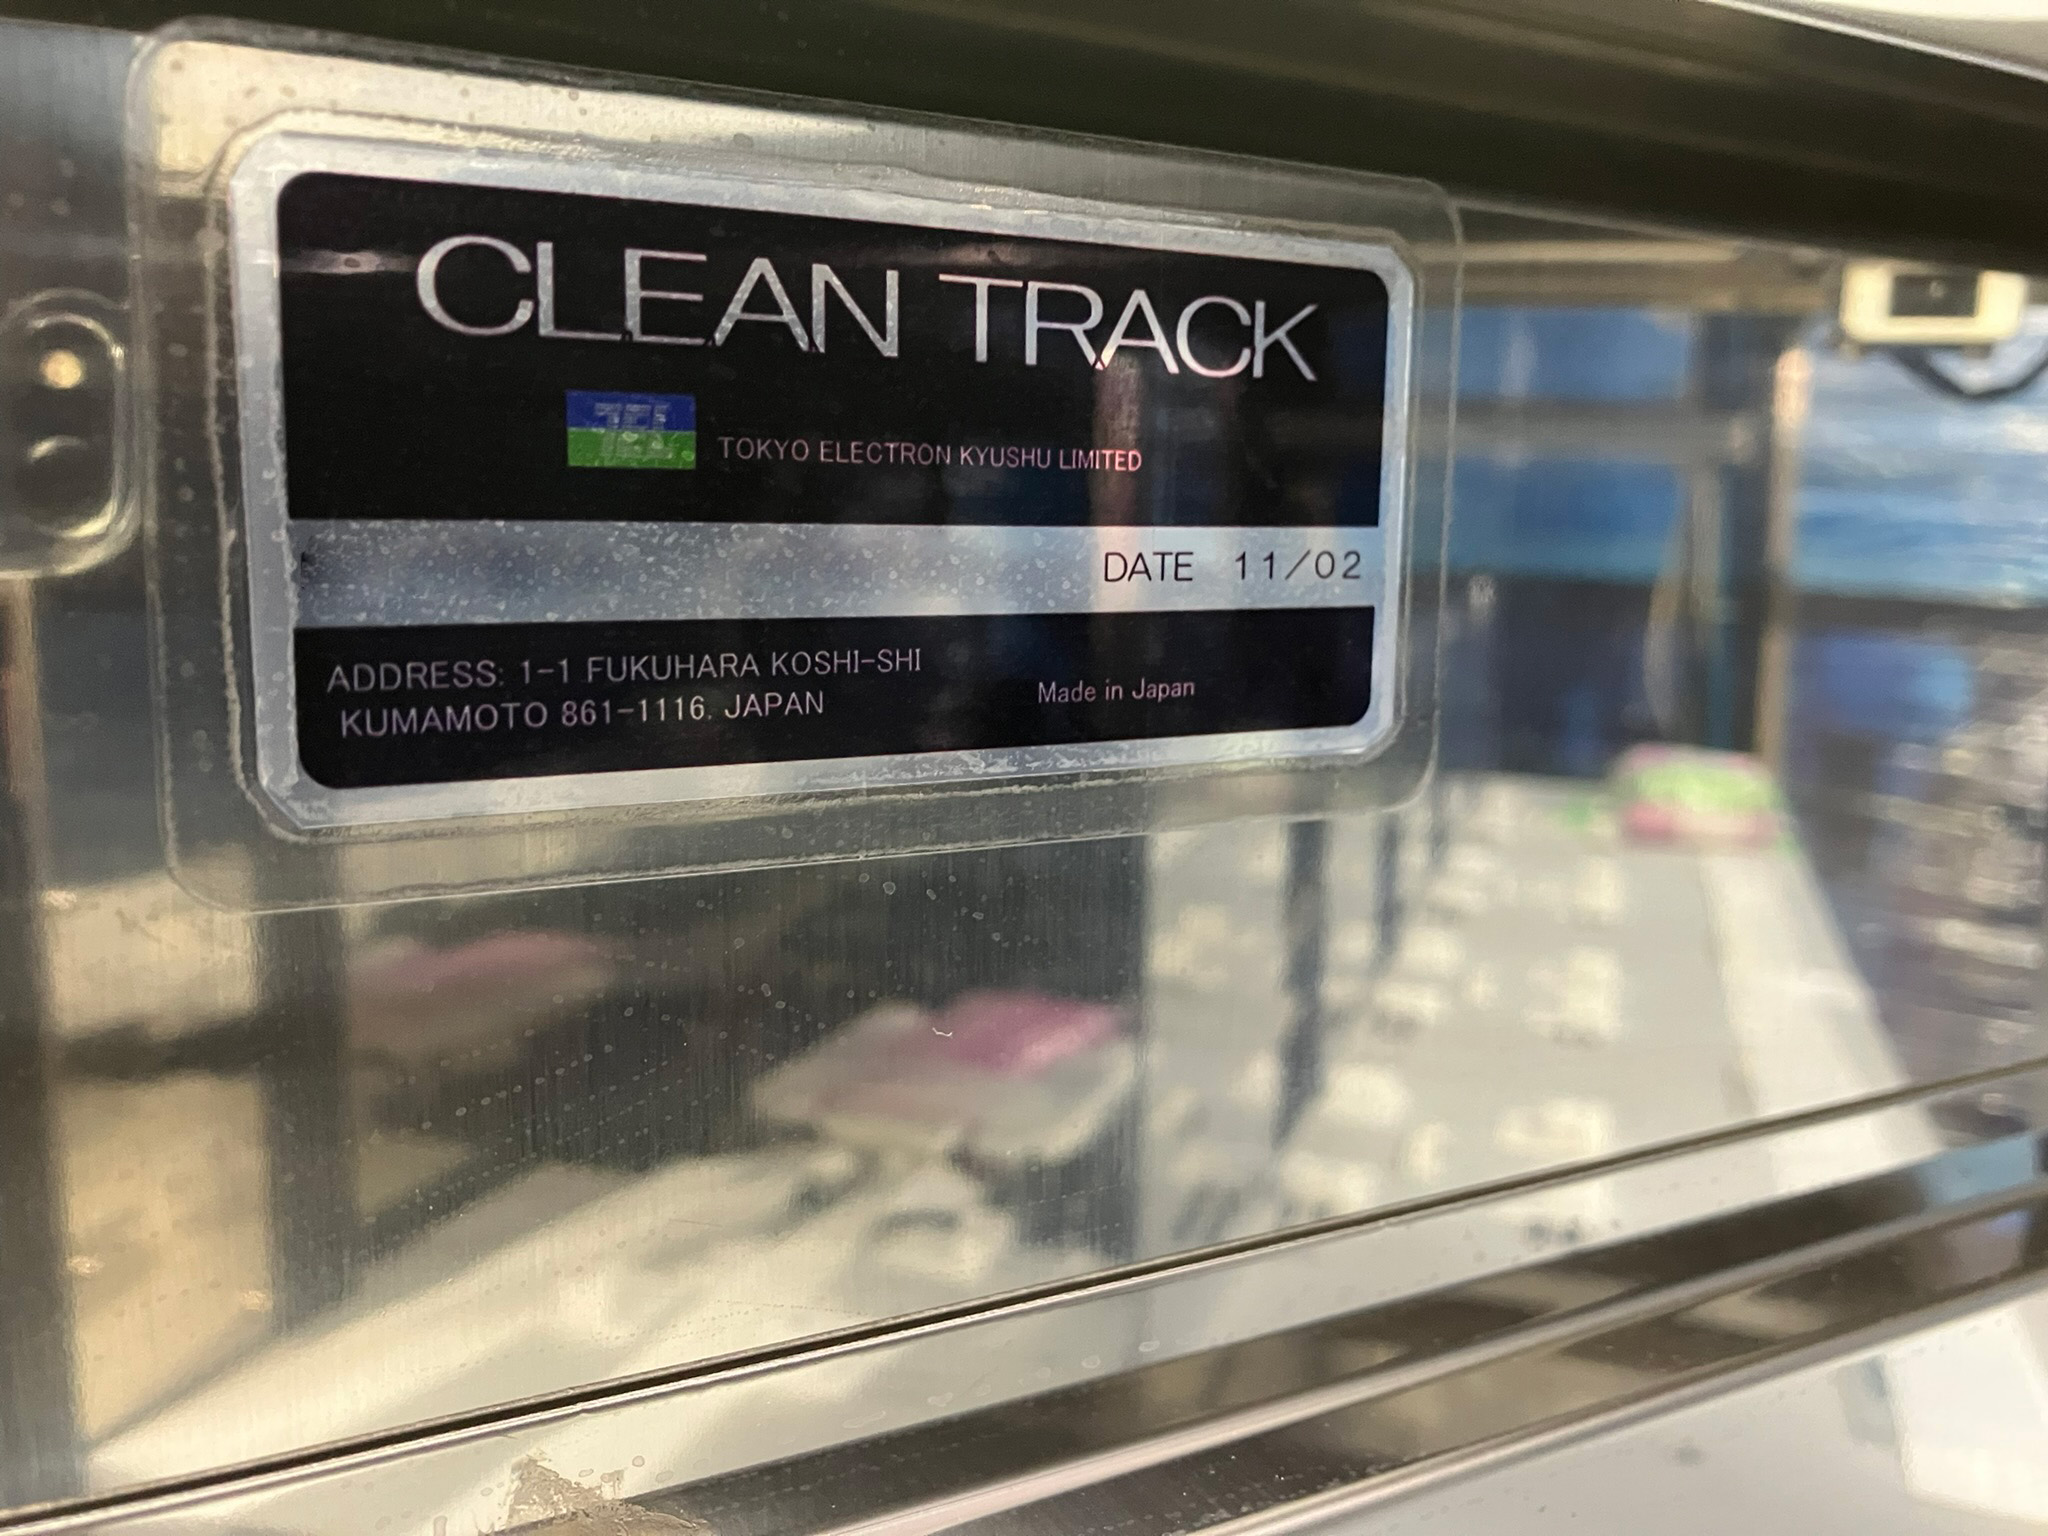 CLEAN TRACK
TEL
TOKYO ELECTRON KYUSHU LIMITED
DATE 11/02
ADDRESS: 1-1 FUKUHARA KOSHI-SHI
KUMAMOTO 861-1116. JAPAN
Made in Japan